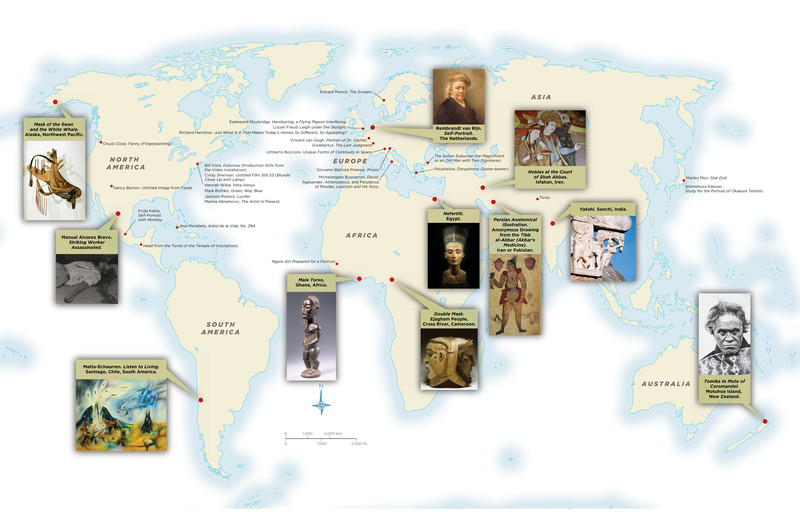 Edvard Munch. The Scream
ASIA
Rembrandt van Rijn.
Self-Portrait.
The Netherlands.
Eadweard Muybridge. Handspring, a Flying Pigeon Interfering
Lucian Freud. Leigh under the Skylight
Richard Hamilton. Just What Is It That Makes Today's Homes So Different, So Appealing?
Vincent van Gogh. Portrait of Dr. Gachet
Gislebertus. The Last Judgment
Umberto Boccioni. Unique Forms of Continuity in Space
EUROPE
Giovanni Battista Piranesi. Prison
Michelangelo Buonarroti. David
Agesander, Athenodorus, and Polydorus
of Rhodes. Laocoön and His Sons
The Sultan Suleyman the Magnificent
as an Old Man with Two Dignitaries
Polykleitos. Doryphoros (Spear-bearer)
Nobles at the Court
of Shah Abbas.
Isfahan, Iran.
Mask of the Swan
and the White Whale.
Alaska, Northwest Pacific.
Chuck Close. Fanny (Fingerpainting)
NORTH
AMERICA
Bill Viola. Dolorosa (Production Stills from
the Video Installation).
Cindy Sherman. Untitled Film Still 53 (Blonde:
Close-Up with Lamp)
Hannah Wilke. Intra-Venus
Mark Rothko. Green, Red, Blue
Jackson Pollock. Lucifer
Marina Abramovic. The Artist is Present
Nancy Burson. Untitled Image from Faces
Frida Kahlo.
Self-Portrait
with Monkey
Ana Mendieta. Arbol de la Vida, No. 294
Manual Alvarez Bravo.
Striking Worker
Assassinated.
Head from the Tomb of the Temple of Inscriptions
Mariko Mori. Star Doll
Shimomura Kanzan.
Study for the Portrait of Okakura Tenshin.
Nefertiti.
Egypt.
Persian Anatomical
Illustration.
Anonymous Drawing
from the Tibb
al-Akbar (Akbar's
Medicine).
Iran or Pakistan.
Yakshi. Sanchi, India.
AFRICA
Ngere Girl Prepared for a Festival
Male Torso,
Ghana, Africa.
Double Mask.
Ejagham People,
Cross River, Cameroon.
SOUTH
AMERICA
Matta-Echaurren. Listen to Living.
Santiago, Chile, South America.
AUSTRALIA
Tomika te Mutu of
Coromandel.
Motuhoa Island,
New Zealand.
N
0 1,000 2,000 Km.
0 1,000 2,000 Mi.